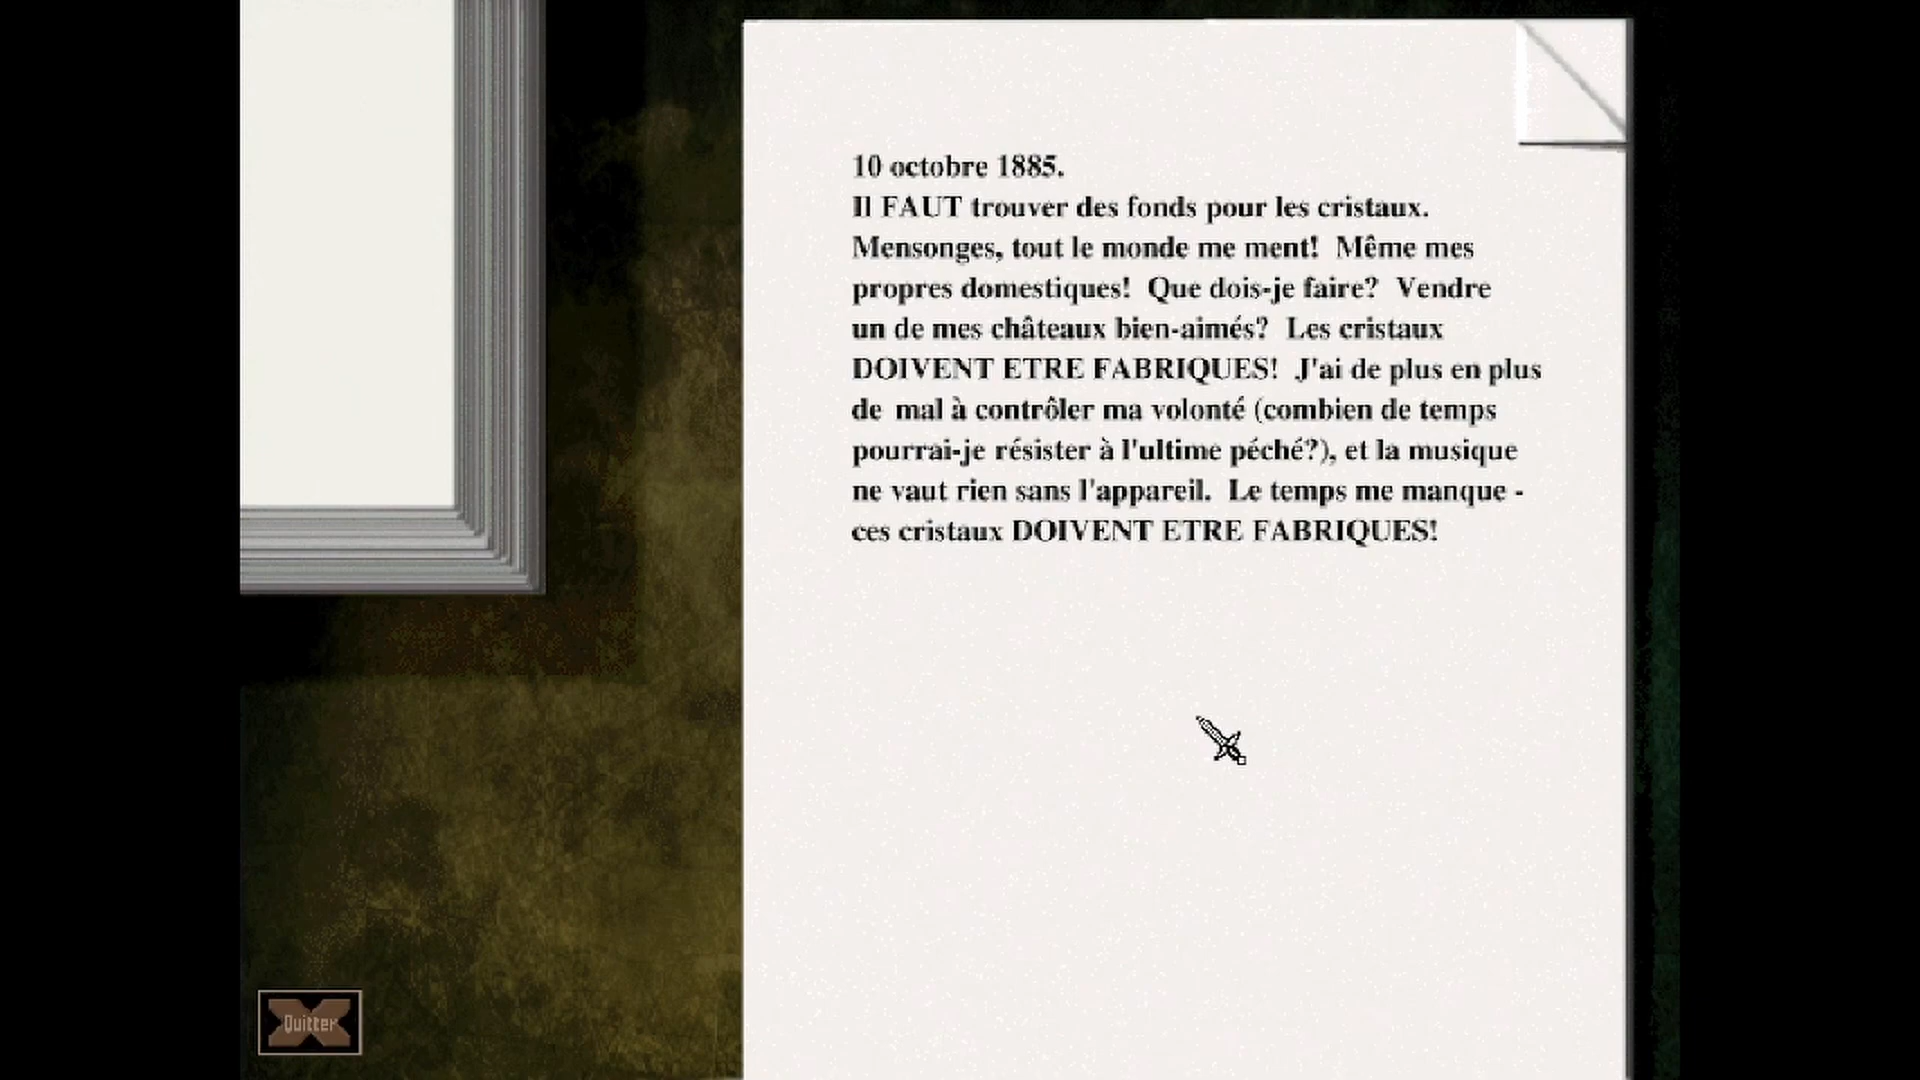 10 octobre 1885.
Il FAUT trouver des fonds pour les cristaux.
Mensonges, tout le monde me ment!  Même mes
propres domestiques!  Que dois-je faire?  Vendre
un de mes châteaux bien-aimés?  Les cristaux
DOIVENT ETRE FABRIQUES!  J'ai de plus en plus
de  mal à contrôler ma volonté (combien de temps
pourrai-je résister à l'ultime péché?), et la musique
ne vaut rien sans l'appareil.  Le temps me manque -
ces cristaux DOIVENT ETRE FABRIQUES!
Quitter